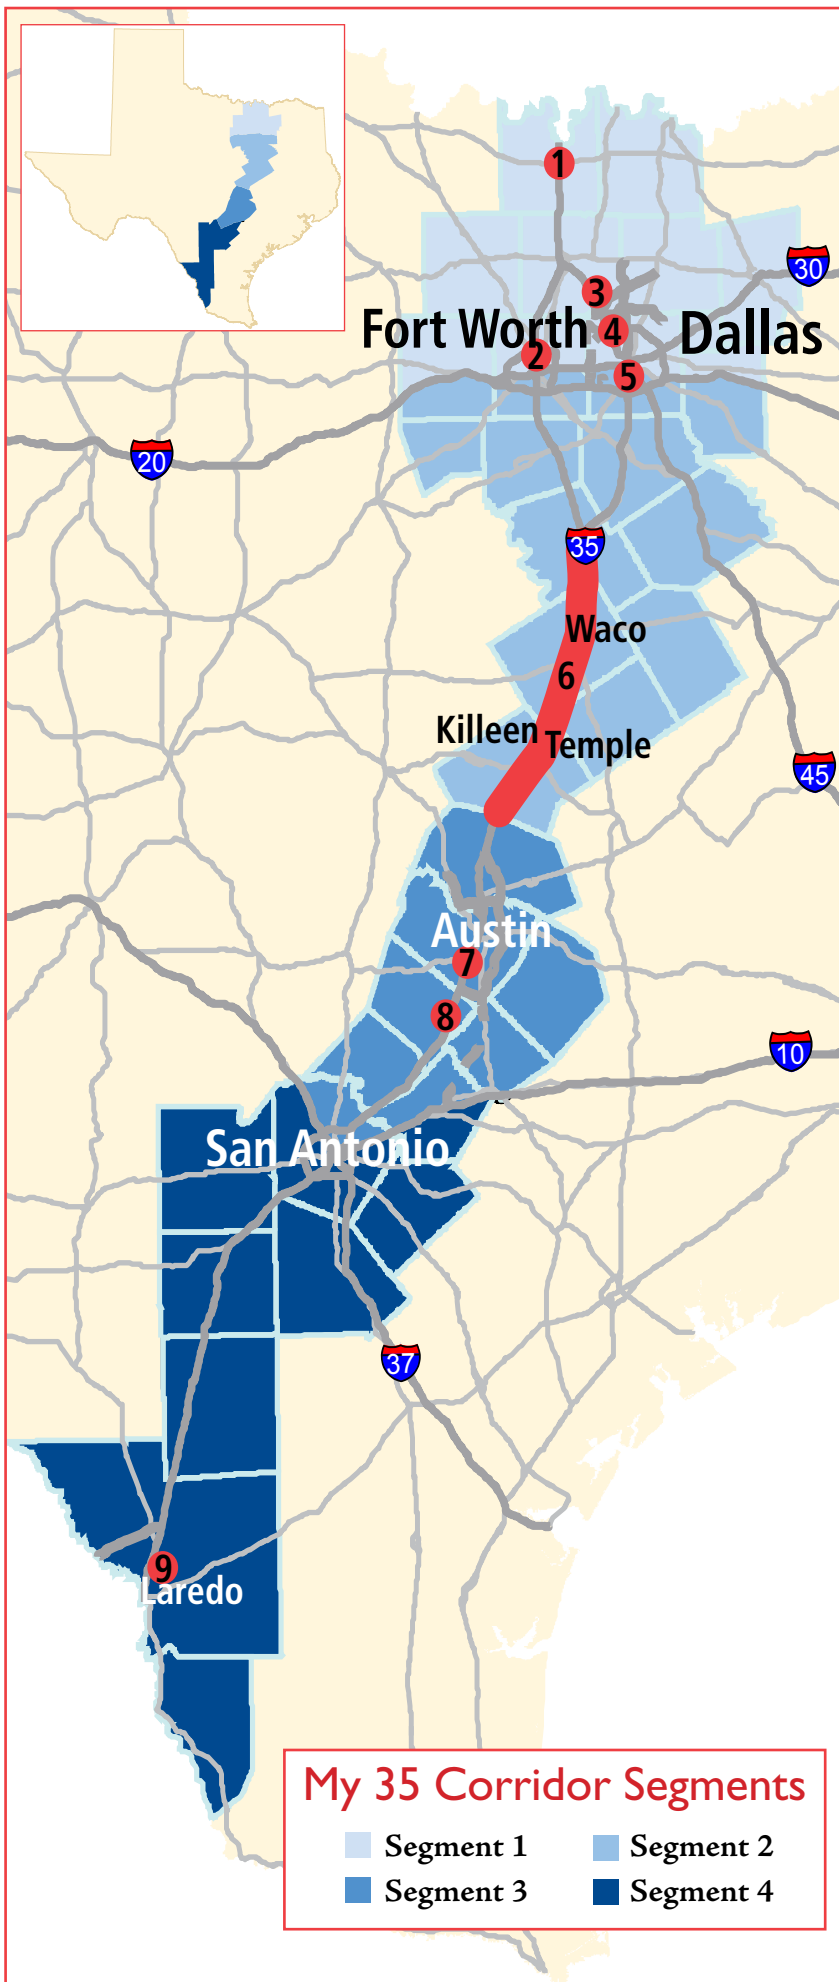 1
30
3
Fort Worth
4
Dallas
2
5
20
35
Waco
6
Killeen
Temple
45
Austin
7
8
10
San Antonio
37
9
Laredo
My 35 Corridor Segments
Segment 1
Segment 2
Segment 3
Segment 4